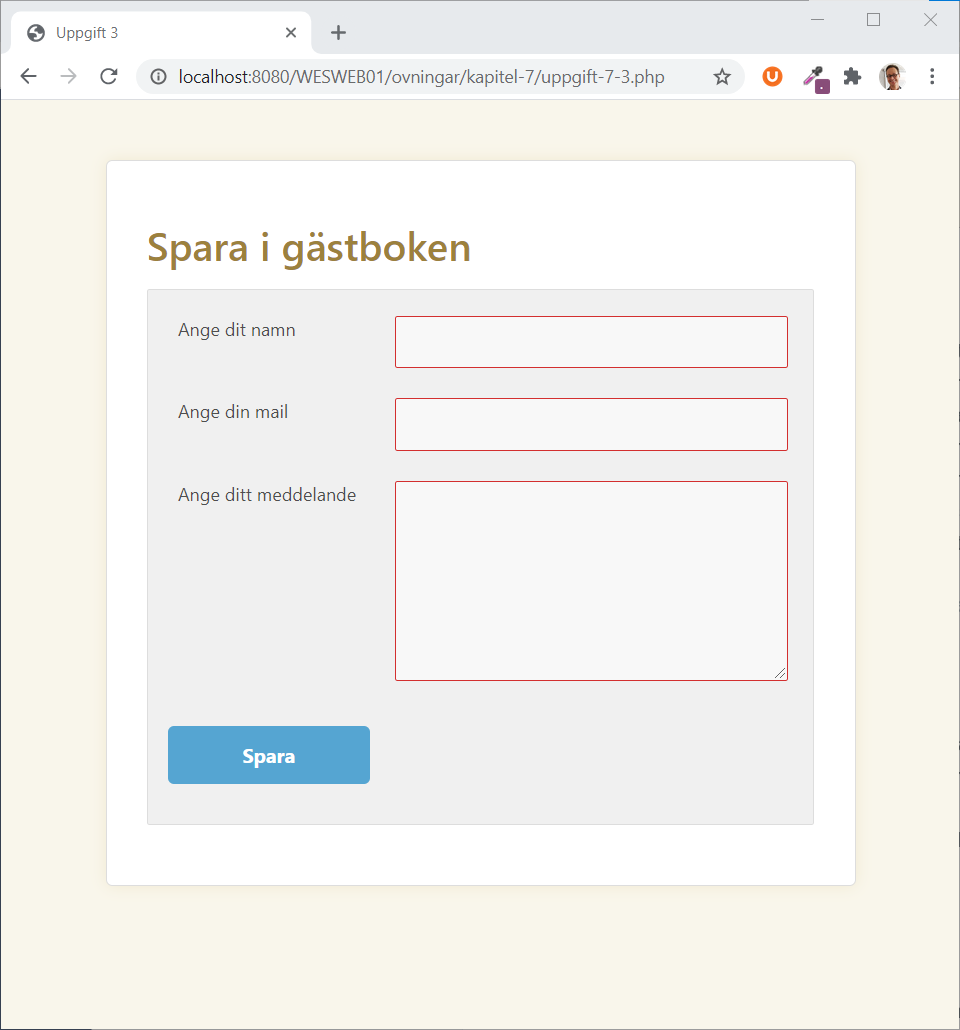 Uppgift 3
localhost:8080/WESWEB01/ovningar/kapitel-7/uppgift-7-3.php
Spara i gästboken
Ange dit namn
Ange din mail
Ange ditt meddelande
Spara